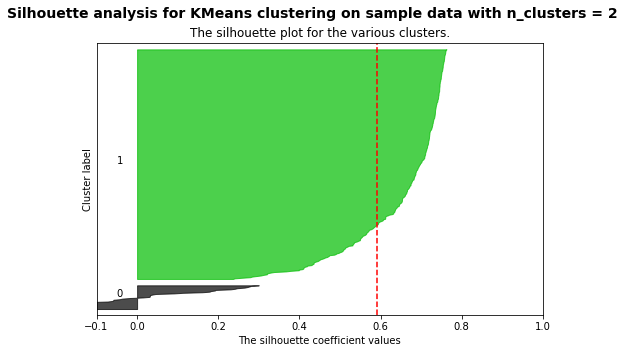 Silhouette analysis for KMeans clustering on sample data with n_clusters = 2
The silhouette plot for the various clusters.
Cluster label
1
0
−0.1 0.0 0.2 0.4 0.6 0.8 1.0
The silhouette coefficient values